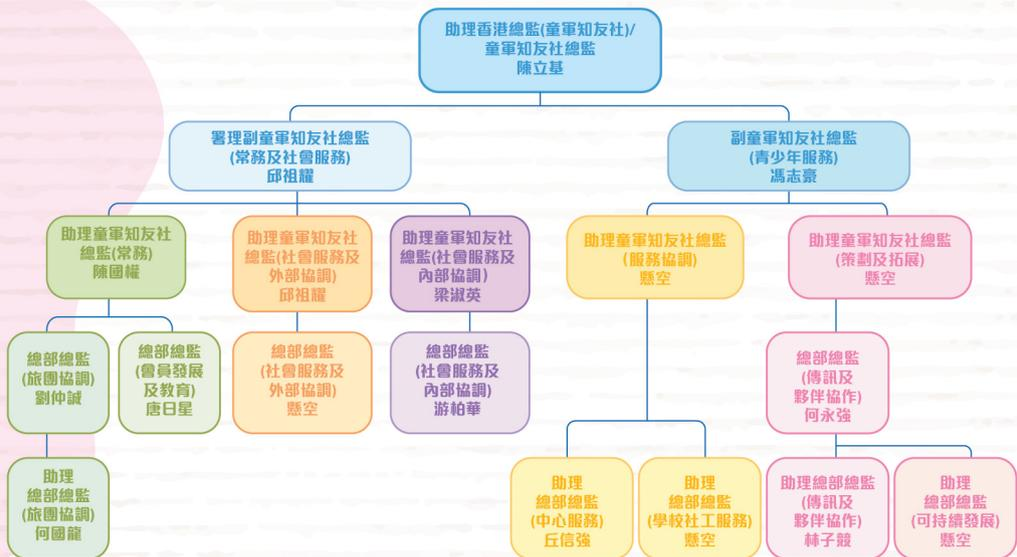 助理香港總監(童軍知友社)/
童軍知友社總監
陳立基
署理副童軍知友社總監
(常務及社會服務)
邱祖耀
副童軍知友社總監
(青少年服務)
馮志豪
助理童軍知友社
總監(常務)
陳國權
助理童軍知友社
總監(社會服務及
外部協調)
邱祖耀
助理童軍知友社
總監(社會服務及
內部協調)
梁淑英
助理童軍知友社總監
(服務協調)
懸空
助理童軍知友社總監
(策劃及拓展)
懸空
總部總監
(旅團協調)
劉仲誠
總部總監
(會員發展
及教育)
唐日星
總部總監
(社會服務及
外部協調)
懸空
總部總監
(社會服務及
內部協調)
游柏華
總部總監
(傳訊及
夥伴協作)
何永強
助理
總部總監
(旅團協調)
何國龍
助理
總部總監
(中心服務)
丘信強
助理
總部總監
(學校社工服務)
懸空
助理總部總監
(傳訊及
夥伴協作)
林子競
助理
總部總監
(可持續發展)
懸空